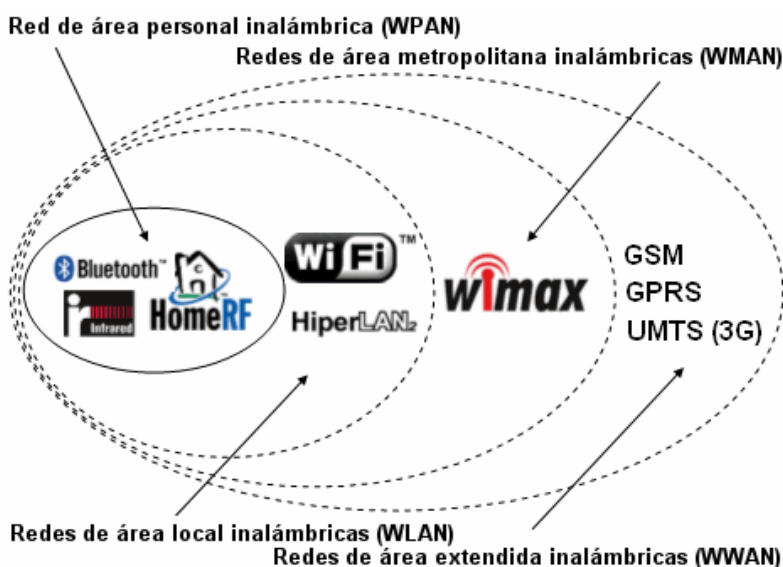 Red de área personal inalámbrica (WPAN)
Redes de área metropolitana inalámbricas (WMAN)
Bluetooth™
Infrared
HomeRF™
WiFi™
HiperLAN2
wimax
GSM
GPRS
UMTS (3G)
Redes de área local inalámbricas (WLAN)
Redes de área extendida inalámbricas (WWAN)